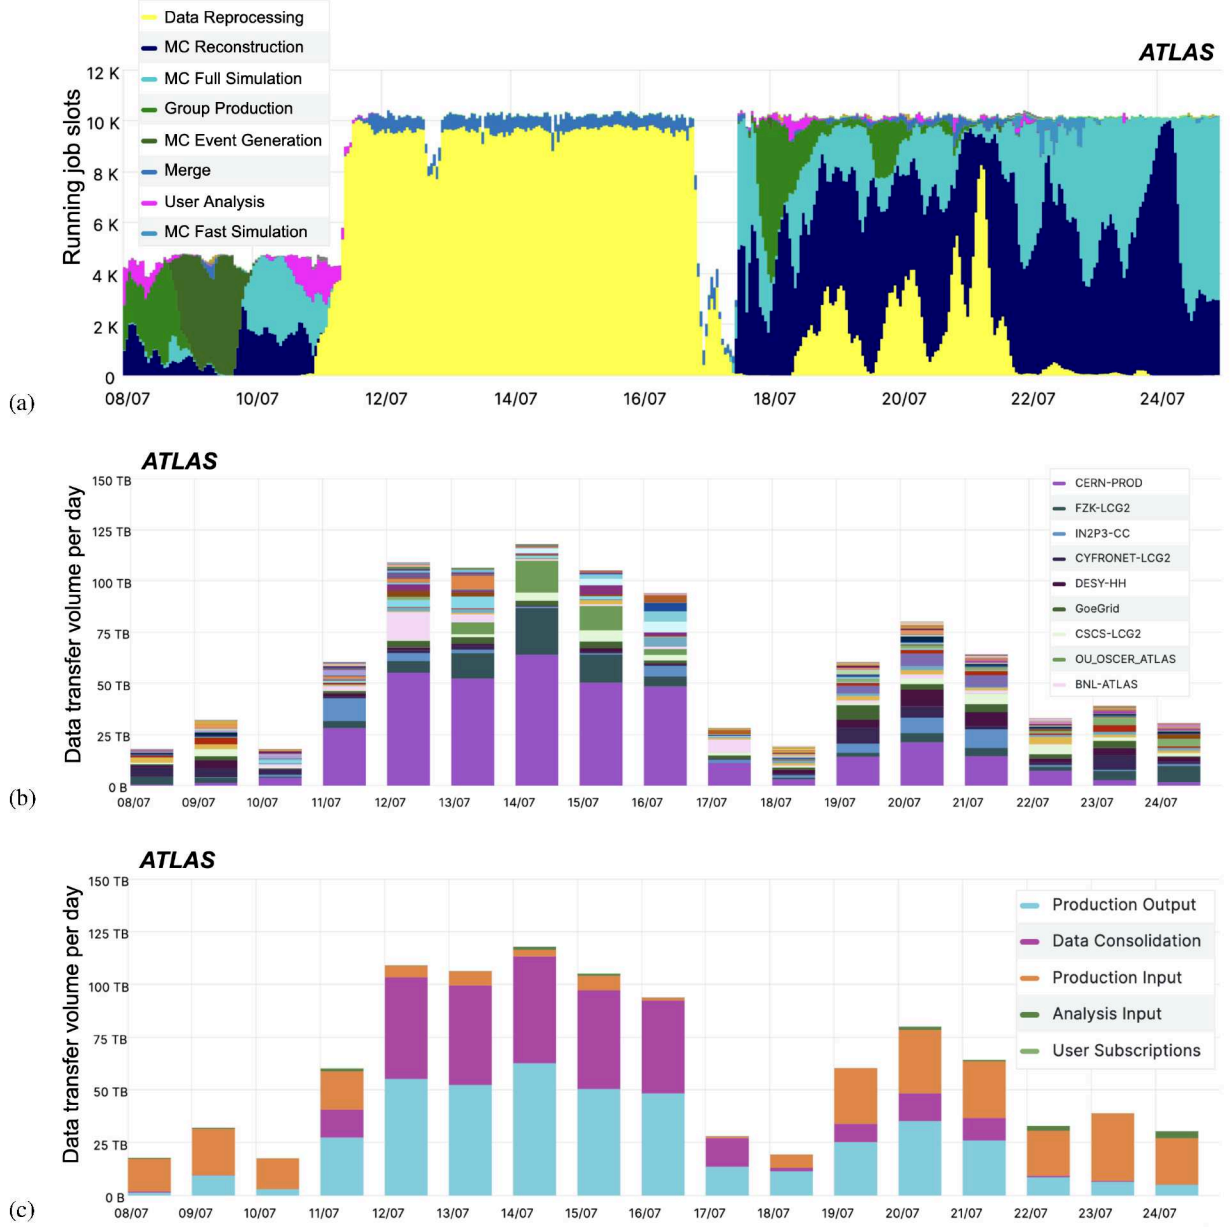 Data Reprocessing
MC Reconstruction
MC Full Simulation
Group Production
MC Event Generation
Merge
User Analysis
MC Fast Simulation
ATLAS
Running job slots
12 K
10 K
8 K
6 K
4 K
2 K
0
08/07 10/07 12/07 14/07 16/07 18/07 20/07 22/07 24/07
(a)
ATLAS
Data transfer volume per day
150 TB
125 TB
100 TB
75 TB
50 TB
25 TB
0 B
CERN-PROD
FZK-LCG2
IN2P3-CC
CYFRONET-LCG2
DESY-HH
GoeGrid
CSCS-LCG2
OU_OSCER_ATLAS
BNL-ATLAS
08/07 09/07 10/07 11/07 12/07 13/07 14/07 15/07 16/07 17/07 18/07 19/07 20/07 21/07 22/07 23/07 24/07
(b)
ATLAS
Data transfer volume per day
150 TB
125 TB
100 TB
75 TB
50 TB
25 TB
0 B
Production Output
Data Consolidation
Production Input
Analysis Input
User Subscriptions
08/07 09/07 10/07 11/07 12/07 13/07 14/07 15/07 16/07 17/07 18/07 19/07 20/07 21/07 22/07 23/07 24/07
(c)